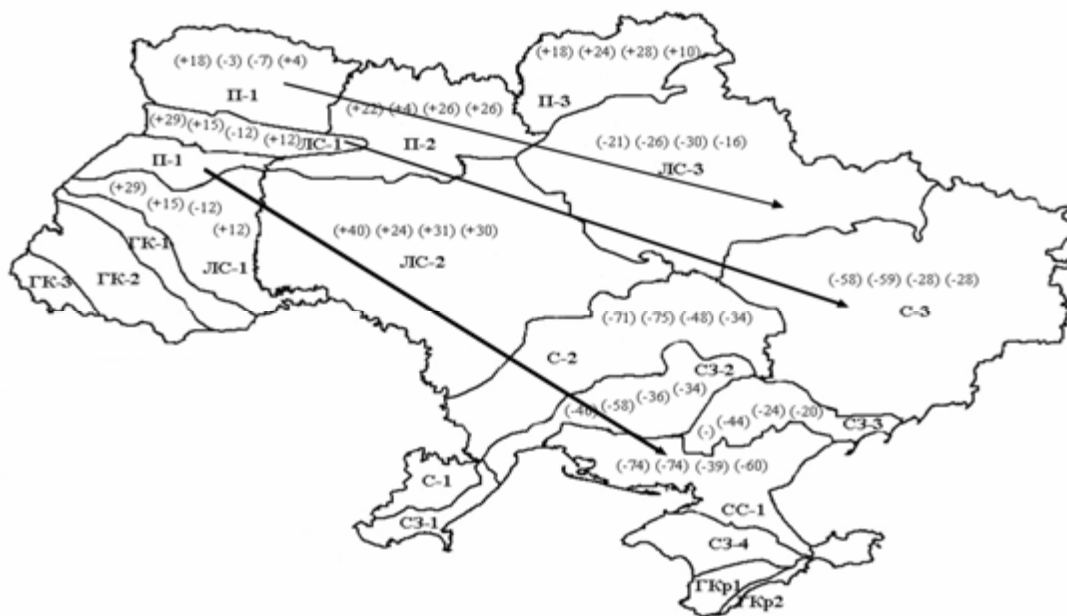 (+18) (+24) (+28) (+10)
(+18) (-3) (-7) (+4)
П-1
П-3
(+22) (+4) (+26) (+26)
(+29) (+15) (-12) (+12) ЛС-1
П-2
(-21) (-26) (-30) (-16)
ЛС-3
П-1
(+29) (+15) (-12) (+12)
(+40) (+24) (+31) (+30)
ГК-1
ЛС-1
ЛС-2
ГК-2
ГК-3
(-58) (-59) (-28) (-28)
С-3
(-71) (-75) (-48) (-34)
С-2
СЗ-2
(-46) (-58) (-36) (-34)
(-) (-44) (-24) (-20)
СЗ-3
(-74) (-74) (-39) (-60)
С-1
СС-1
СЗ-1
СЗ-4
ГКр1
ГКр2